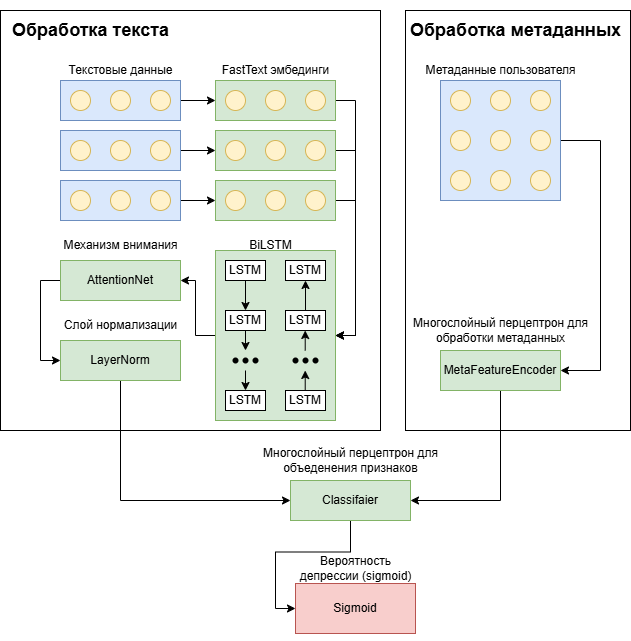 Обработка текста
Текстовые данные
FastText эмбединги
Механизм внимания
AttentionNet
Слой нормализации
LayerNorm
BiLSTM
LSTM
LSTM
LSTM
LSTM
LSTM
LSTM
Обработка метаданных
Метаданные пользователя
Многослойный перцептрон для
обработки метаданных
MetaFeatureEncoder
Многослойный перцептрон для
объеденения признаков
Classifaier
Вероятность
депрессии (sigmoid)
Sigmoid